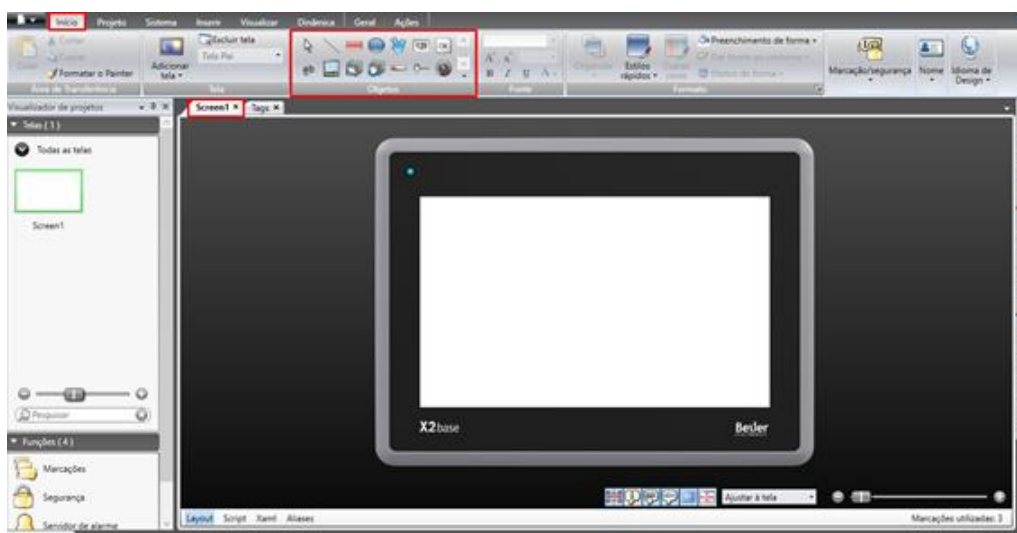 Início Projeto Sistema Inserir Visualizar Dinâmica Geral Ações
Excluir tela
Tela Pai
Formatar o Painter
Adicionar tela
Área de Transferência
Tela
Objetos
Fonte
Estilos rápidos
Preenchimento de forma
Formato
Marcação/segurança
Nome
Idioma de Design
Visualizador de projetos
Screen1
Tags
Telas (1)
Todas as telas
Screen1
X2base
Pesquisar
Funções (4)
Marcações
Segurança
Servidor de alarme
Ajustar à tela
Layout Script Xaml Aliases
Marcações utilizadas: 3